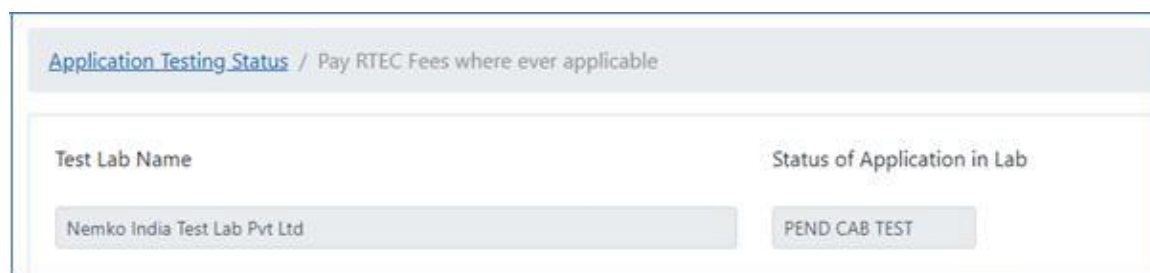 Application Testing Status / Pay RTEC Fees where ever applicable
Test Lab Name Status of Application in Lab
Nemko India Test Lab Pvt Ltd PEND CAB TEST